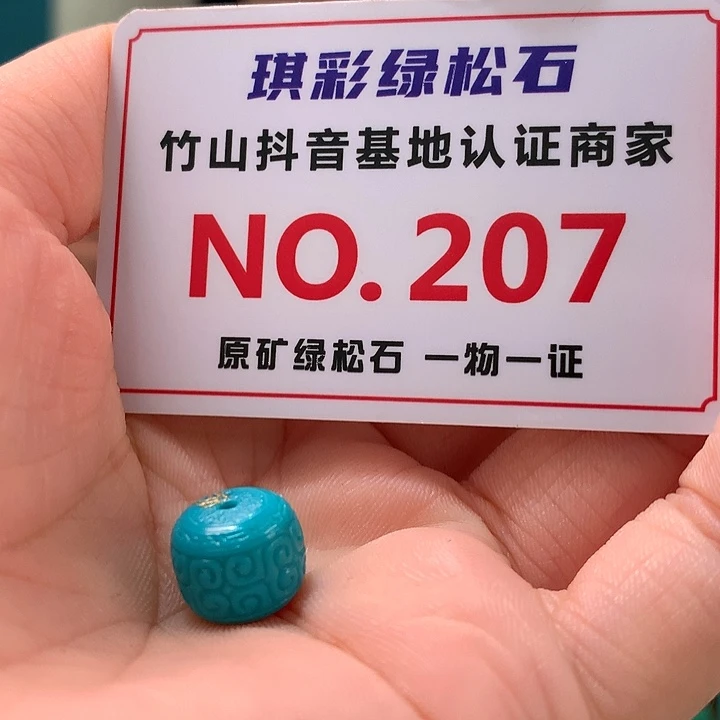 琪彩绿松石
竹山抖音基地认证商家
NO.207
原矿绿松石 一物一证